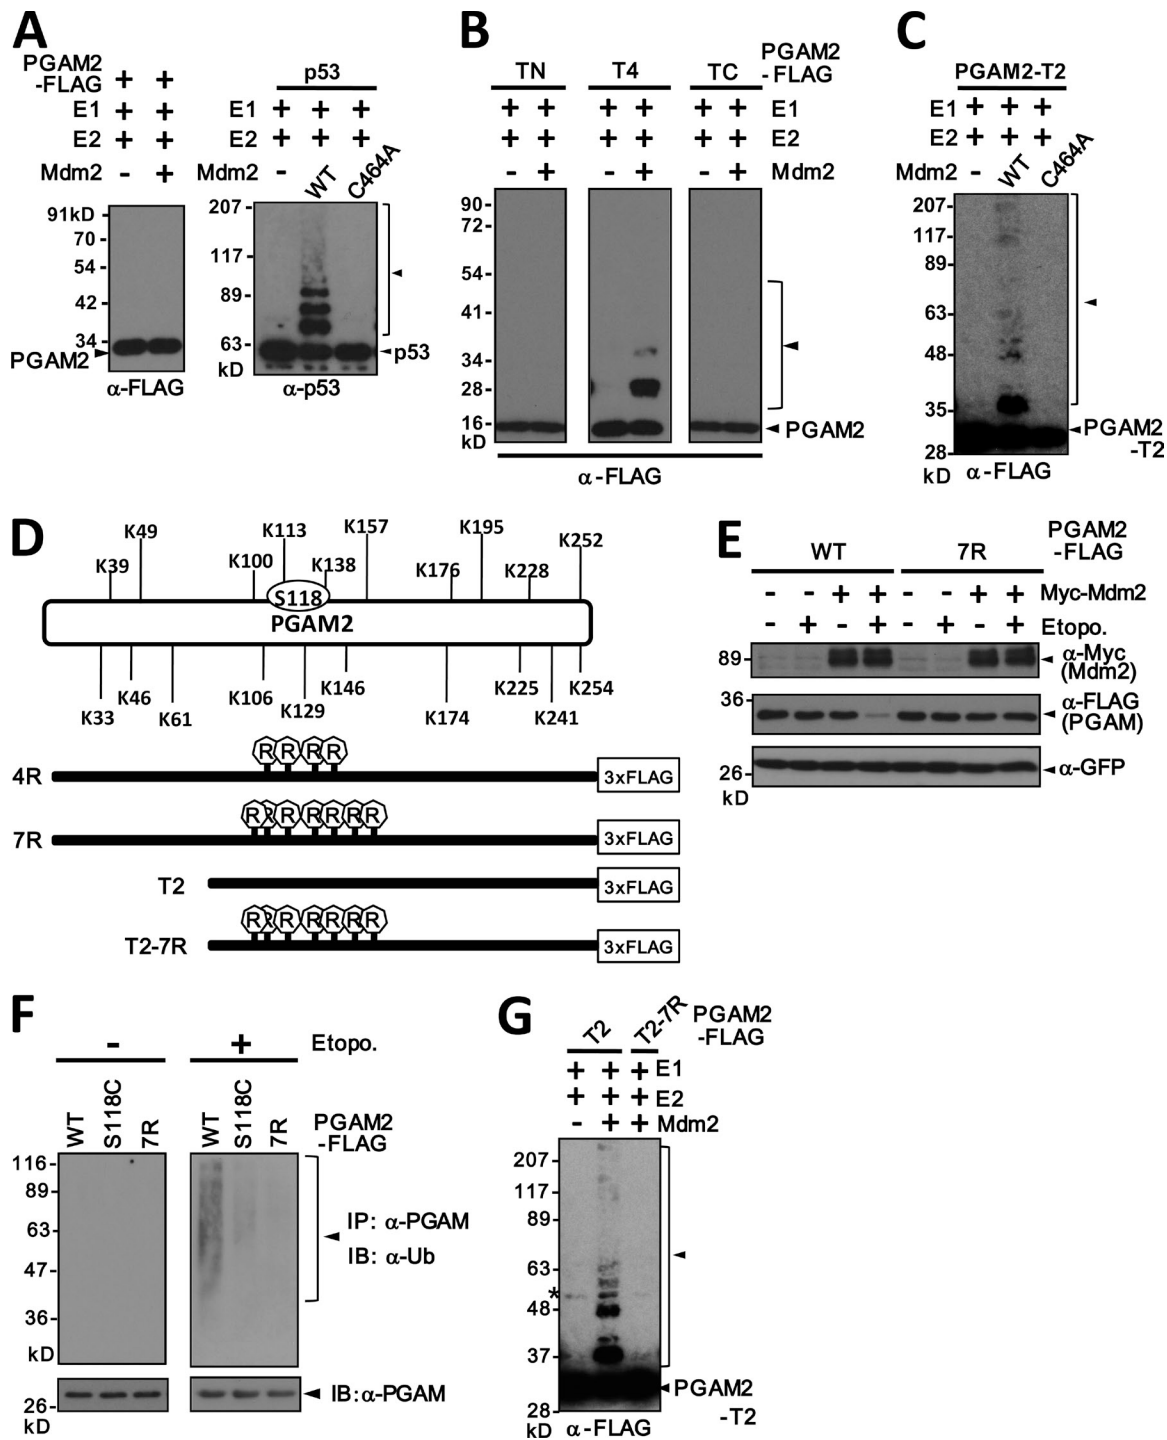 A
PGAM2
-FLAG + +
E1 + +
E2 + +
Mdm2 - +
91kD
70
54
42
34
PGAM2
α-FLAG
p53
E1 + + +
E2 + + +
Mdm2 - WT C464A
207
117
89
63
kD
p53
α-p53
B
TN T4 TC PGAM2
-FLAG
+ + + + + + E1
+ + + + + + E2
- + - + - + Mdm2
90
72
54
41
34
28
16
kD
PGAM2
α-FLAG
C
PGAM2-T2
E1 + + +
E2 + + +
Mdm2 - WT C464A
207
117
89
63
48
35
28
kD
PGAM2
-T2
α-FLAG
D
K39 K49 K100 K113 K138 K157 K176 K195 K228 K252
S118
PGAM2
K33 K46 K61 K106 K129 K146 K174 K225 K241 K254
R R R R
4R 3xFLAG
R R R R R R R
7R 3xFLAG
T2 3xFLAG
R R R R R R R
T2-7R 3xFLAG
E
WT 7R PGAM2
-FLAG
- - + + - - + + Myc-Mdm2
- + - + - + - + Etopo.
89
α-Myc
(Mdm2)
36
α-FLAG
(PGAM)
26
α-GFP
kD
F
- + Etopo.
WT S118C 7R WT S118C 7R PGAM2
-FLAG
116
89
63
47
36
kD
IP: α-PGAM
IB: α-Ub
26
kD
IB:α-PGAM
G
T2 T2-7R PGAM2
-FLAG
+ + + E1
+ + + E2
- + + Mdm2
207
117
89
63
*
48
37
28
kD
PGAM2
-T2
α-FLAG